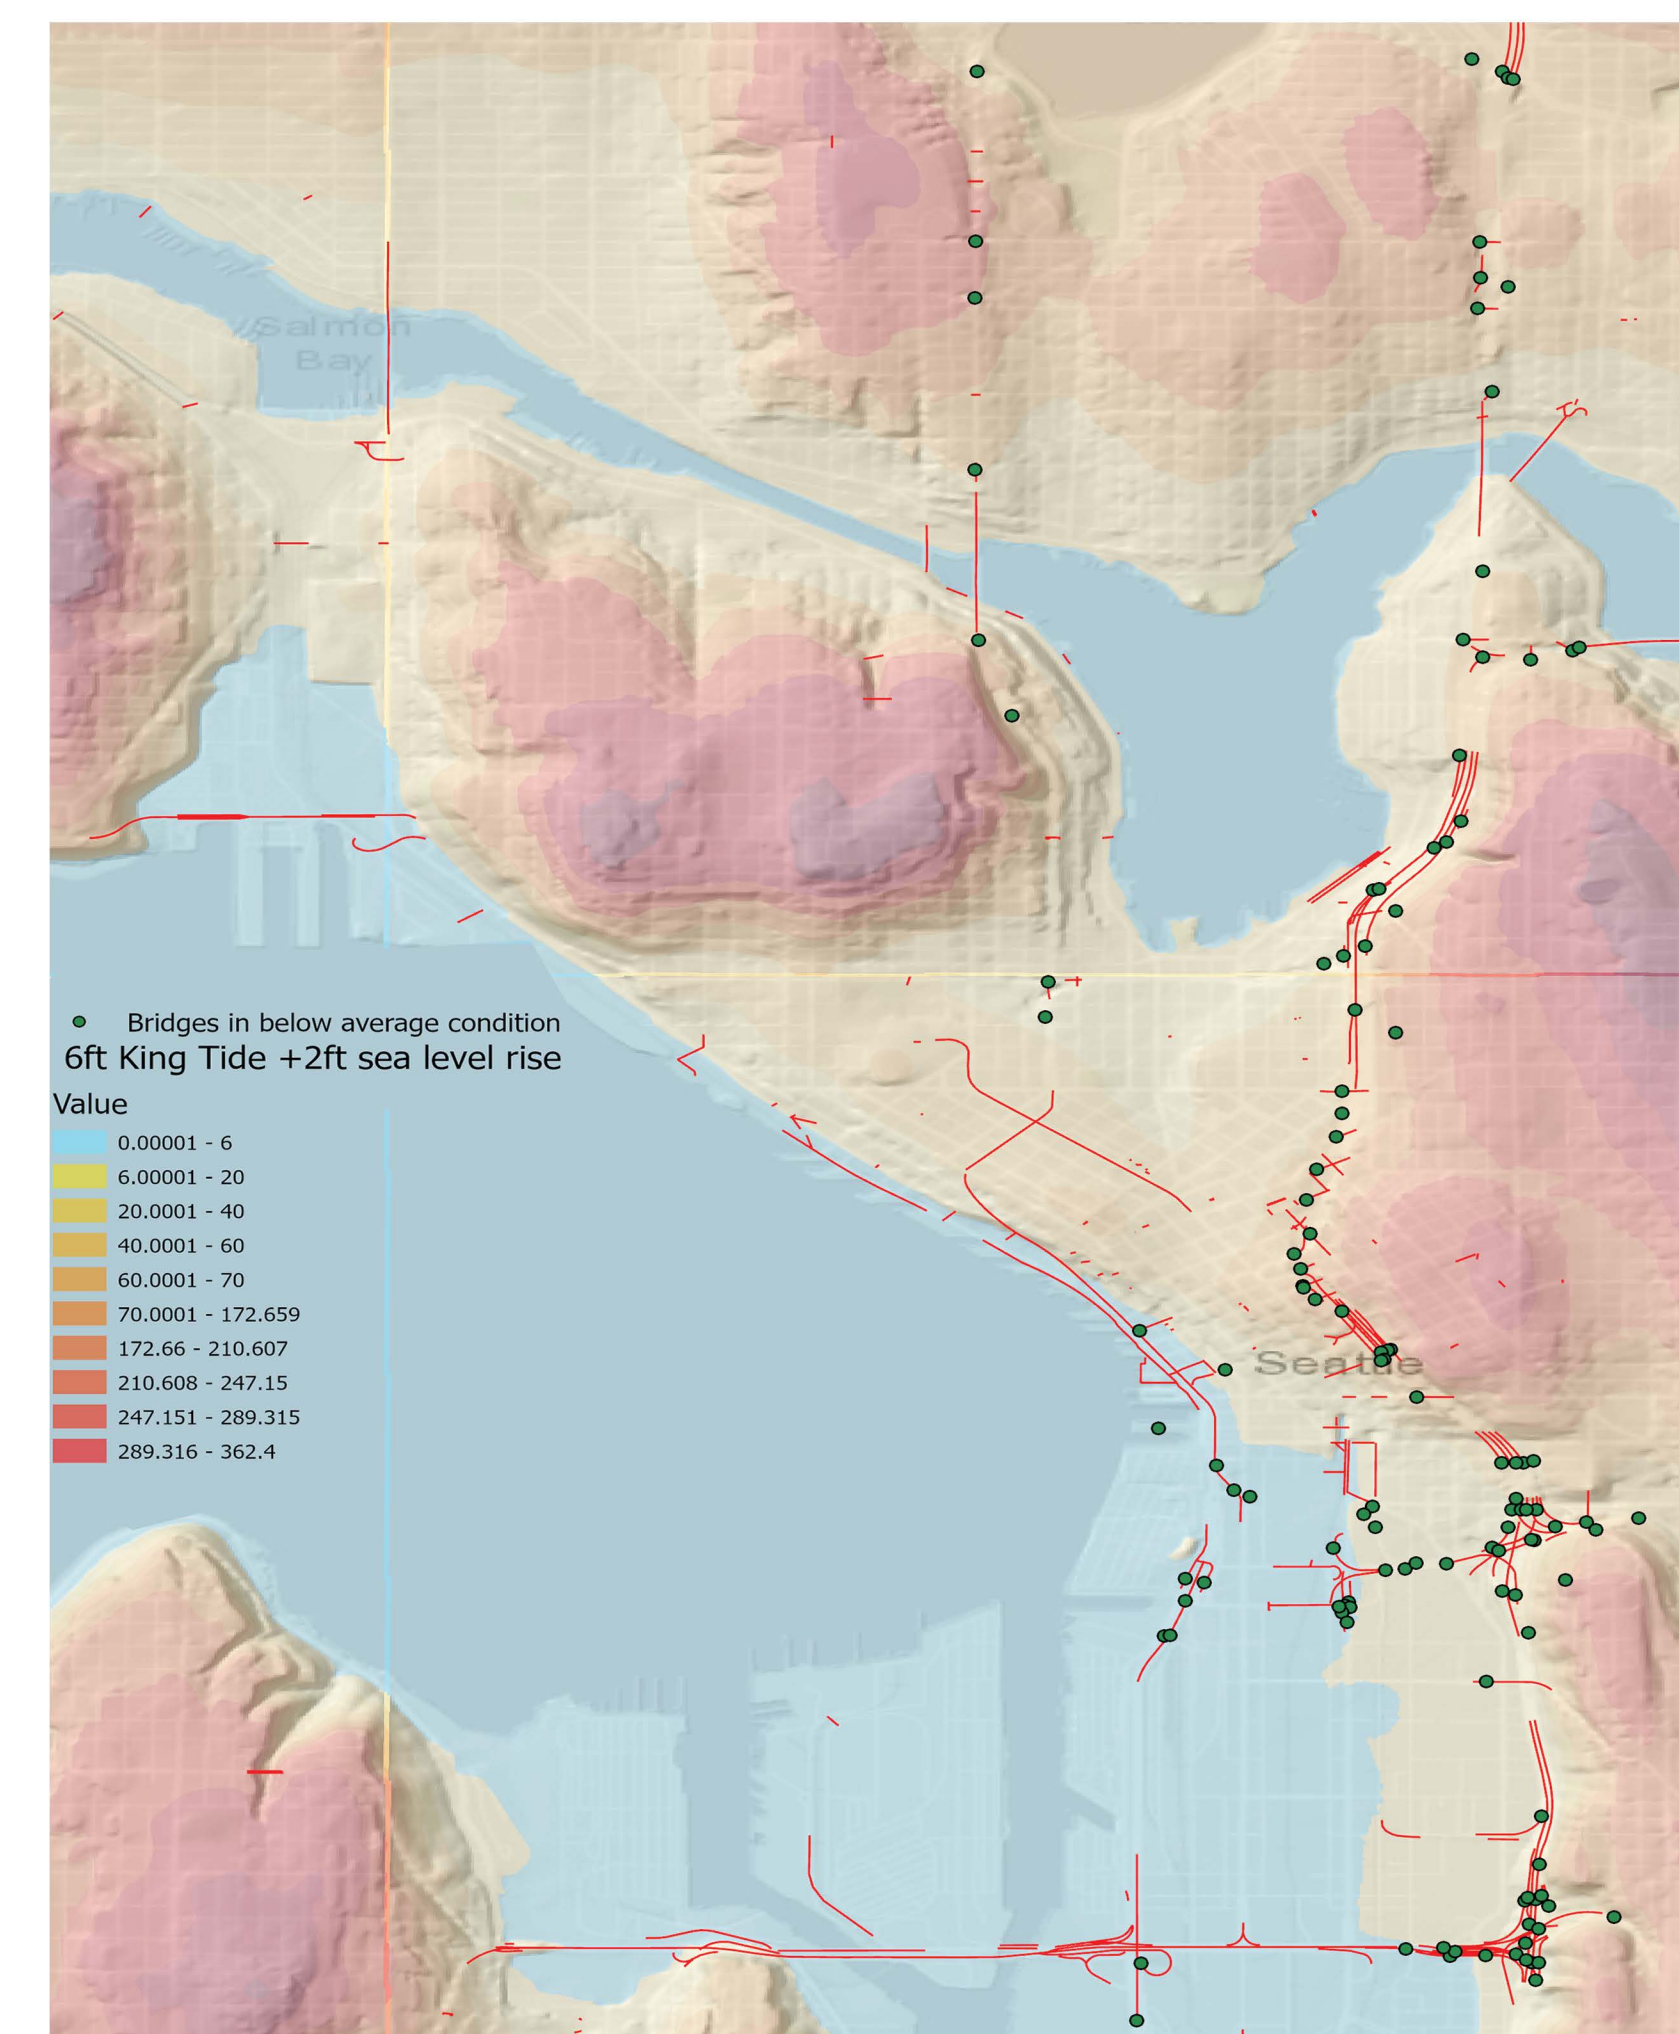 Salmon
Bay
Bridges in below average condition
6ft King Tide +2ft sea level rise
Value
0.00001 - 6
6.00001 - 20
20.0001 - 40
40.0001 - 60
60.0001 - 70
70.0001 - 172.659
172.66 - 210.607
210.608 - 247.15
247.151 - 289.315
289.316 - 362.4
Seattle